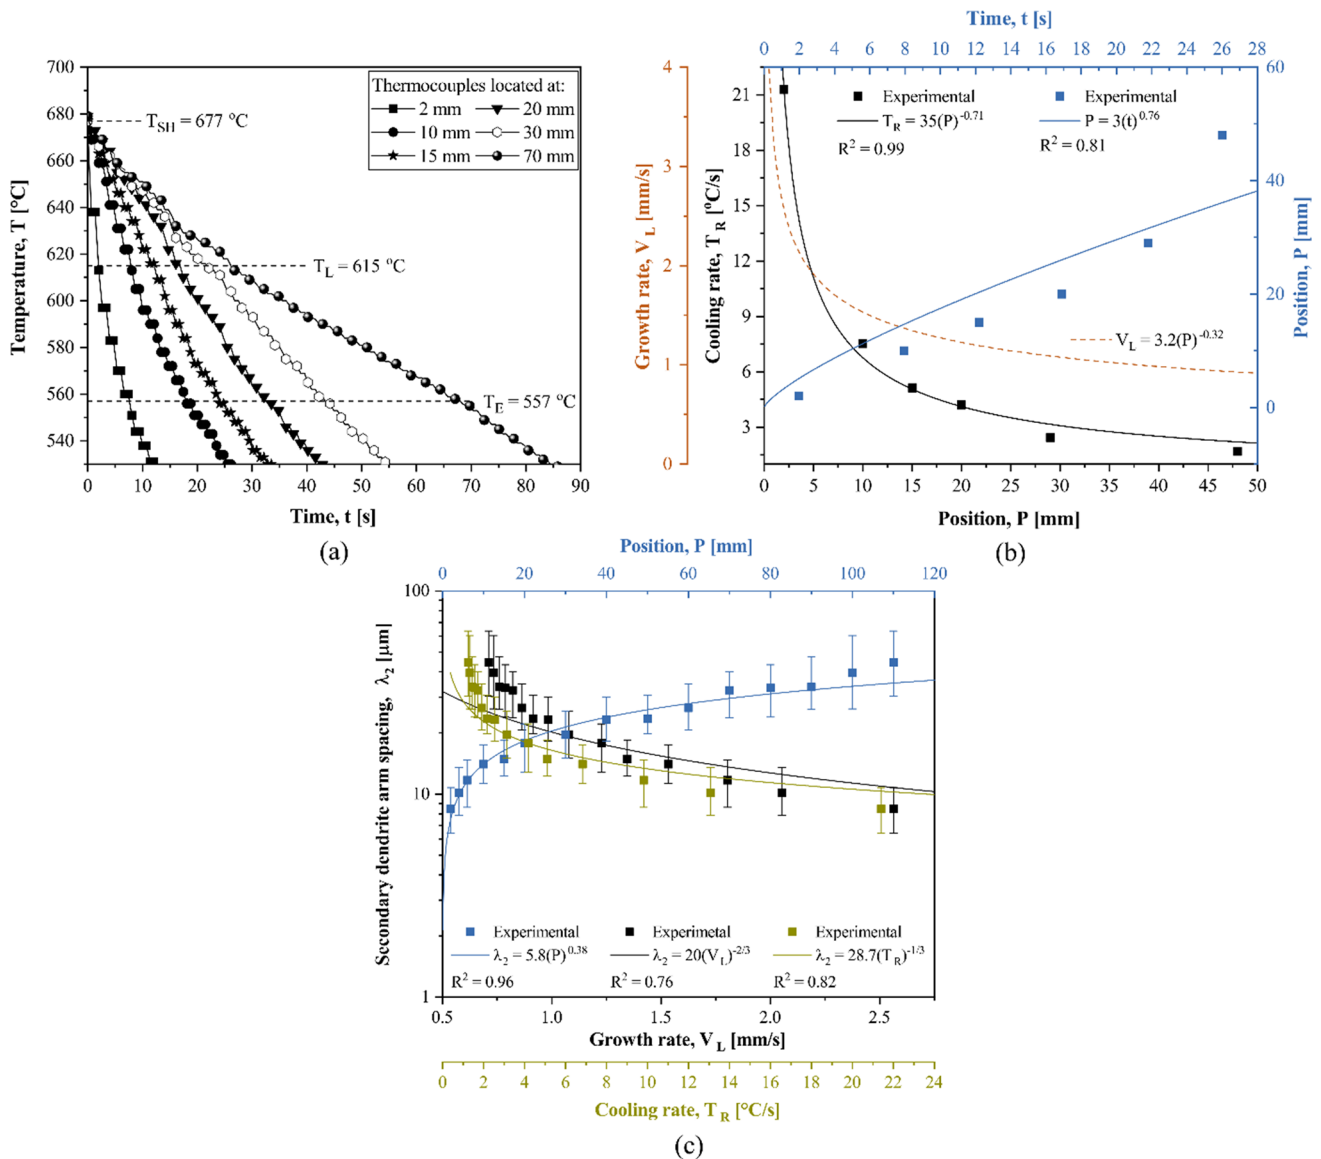 700
680
660
640
620
600
580
560
540
Temperature, T [°C]
Thermocouples located at:
2 mm 20 mm
10 mm 30 mm
15 mm 70 mm
T_SH = 677 °C
T_L = 615 °C
T_E = 557 °C
0 10 20 30 40 50 60 70 80 90
Time, t [s]
(a)
Time, t [s]
0 2 4 6 8 10 12 14 16 18 20 22 24 26 28
4
3
2
1
0
Growth rate, V_L [mm/s]
21
18
15
12
9
6
3
Cooling rate, T_R [°C/s]
Experimental Experimental
T_R = 35(P)^-0.71 P = 3(t)^0.76
R² = 0.99 R² = 0.81
V_L = 3.2(P)^-0.32
60
40
20
0
Position, P [mm]
0 5 10 15 20 25 30 35 40 45 50
Position, P [mm]
(b)
Position, P [mm]
0 20 40 60 80 100 120
100
10
1
Secondary dendrite arm spacing, λ₂ [µm]
Experimental Experimetal Experimental
λ₂ = 5.8(P)^0.38 λ₂ = 20(V_L)^-2/3 λ₂ = 28.7(T_R)^-1/3
R² = 0.96 R² = 0.76 R² = 0.82
0.5 1.0 1.5 2.0 2.5
Growth rate, V_L [mm/s]
0 2 4 6 8 10 12 14 16 18 20 22 24
Cooling rate, T_R [°C/s]
(c)